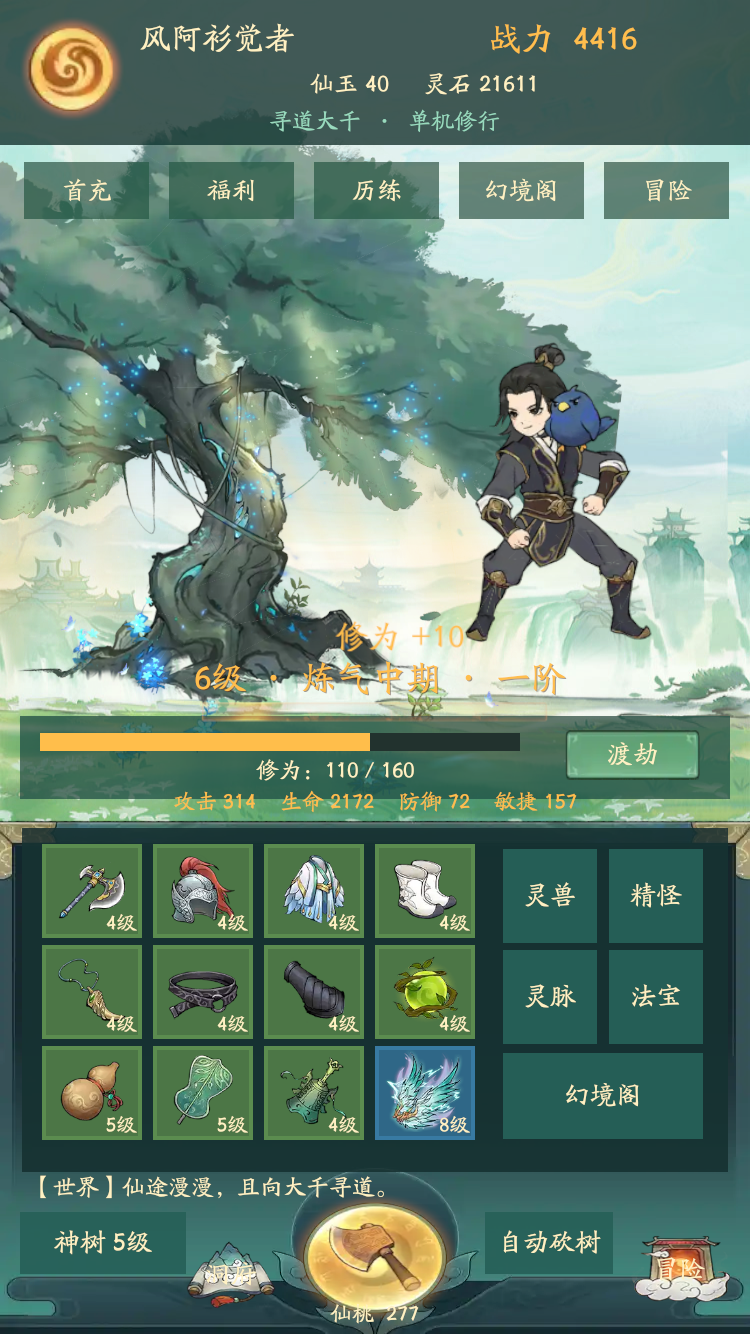 风阿衫觉者
战力 4416
仙玉 40 灵石 21611
寻道大千 · 单机修行
首充 福利 历练 幻境阁 冒险
修为 +10
6级 · 炼气中期 · 一阶
修为：110 / 160
渡劫
攻击 314 生命 2172 防御 72 敏捷 157
4级 4级 4级 4级
灵兽 精怪
4级 4级 4级 4级
灵脉 法宝
5级 5级 4级 8级
幻境阁
【世界】仙途漫漫，且向大千寻道。
神树 5级
自动砍树
洞府
冒险
仙桃 277